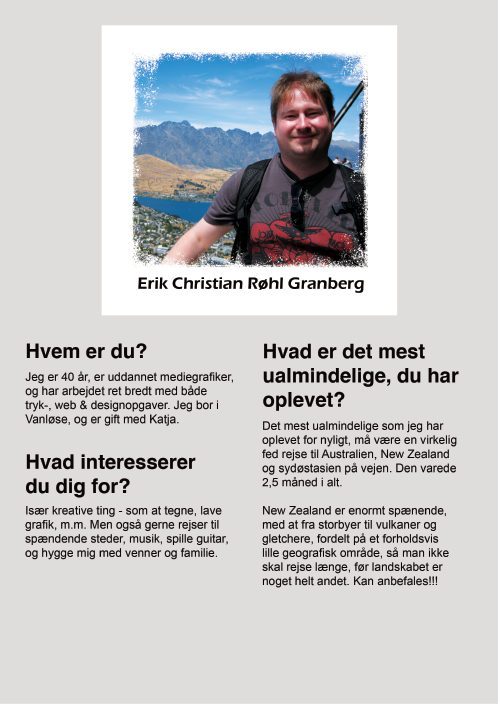 Erik Christian Røhl Granberg
Hvem er du?
Jeg er 40 år, er uddannet mediegrafiker,
og har arbejdet ret bredt med både
tryk-, web & designopgaver. Jeg bor i
Vanløse, og er gift med Katja.
Hvad interesserer
du dig for?
Især kreative ting - som at tegne, lave
grafik, m.m. Men også gerne rejser til
spændende steder, musik, spille guitar,
og hygge mig med venner og familie.
Hvad er det mest
ualmindelige, du har
oplevet?
Det mest ualmindelige som jeg har
oplevet for nyligt, må være en virkelig
fed rejse til Australien, New Zealand
og sydøstasien på vejen. Den varede
2,5 måned i alt.
New Zealand er enormt spænende,
med at fra storbyer til vulkaner og
gletchere, fordelt på et forholdsvis
lille geografisk område, så man ikke
skal rejse længe, før landskabet er
noget helt andet. Kan anbefales!!!